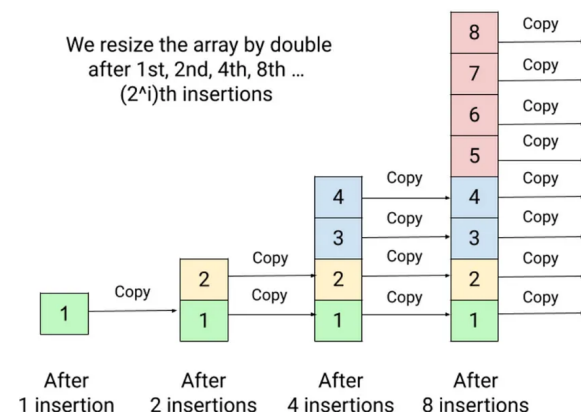 We resize the array by double
after 1st, 2nd, 4th, 8th ...
(2^i)th insertions
8
Copy
7
Copy
6
Copy
5
Copy
4
Copy
4
Copy
3
Copy
3
Copy
2
Copy
2
Copy
2
Copy
1
Copy
1
Copy
1
Copy
1
Copy
After
1 insertion
After
2 insertions
After
4 insertions
After
8 insertions